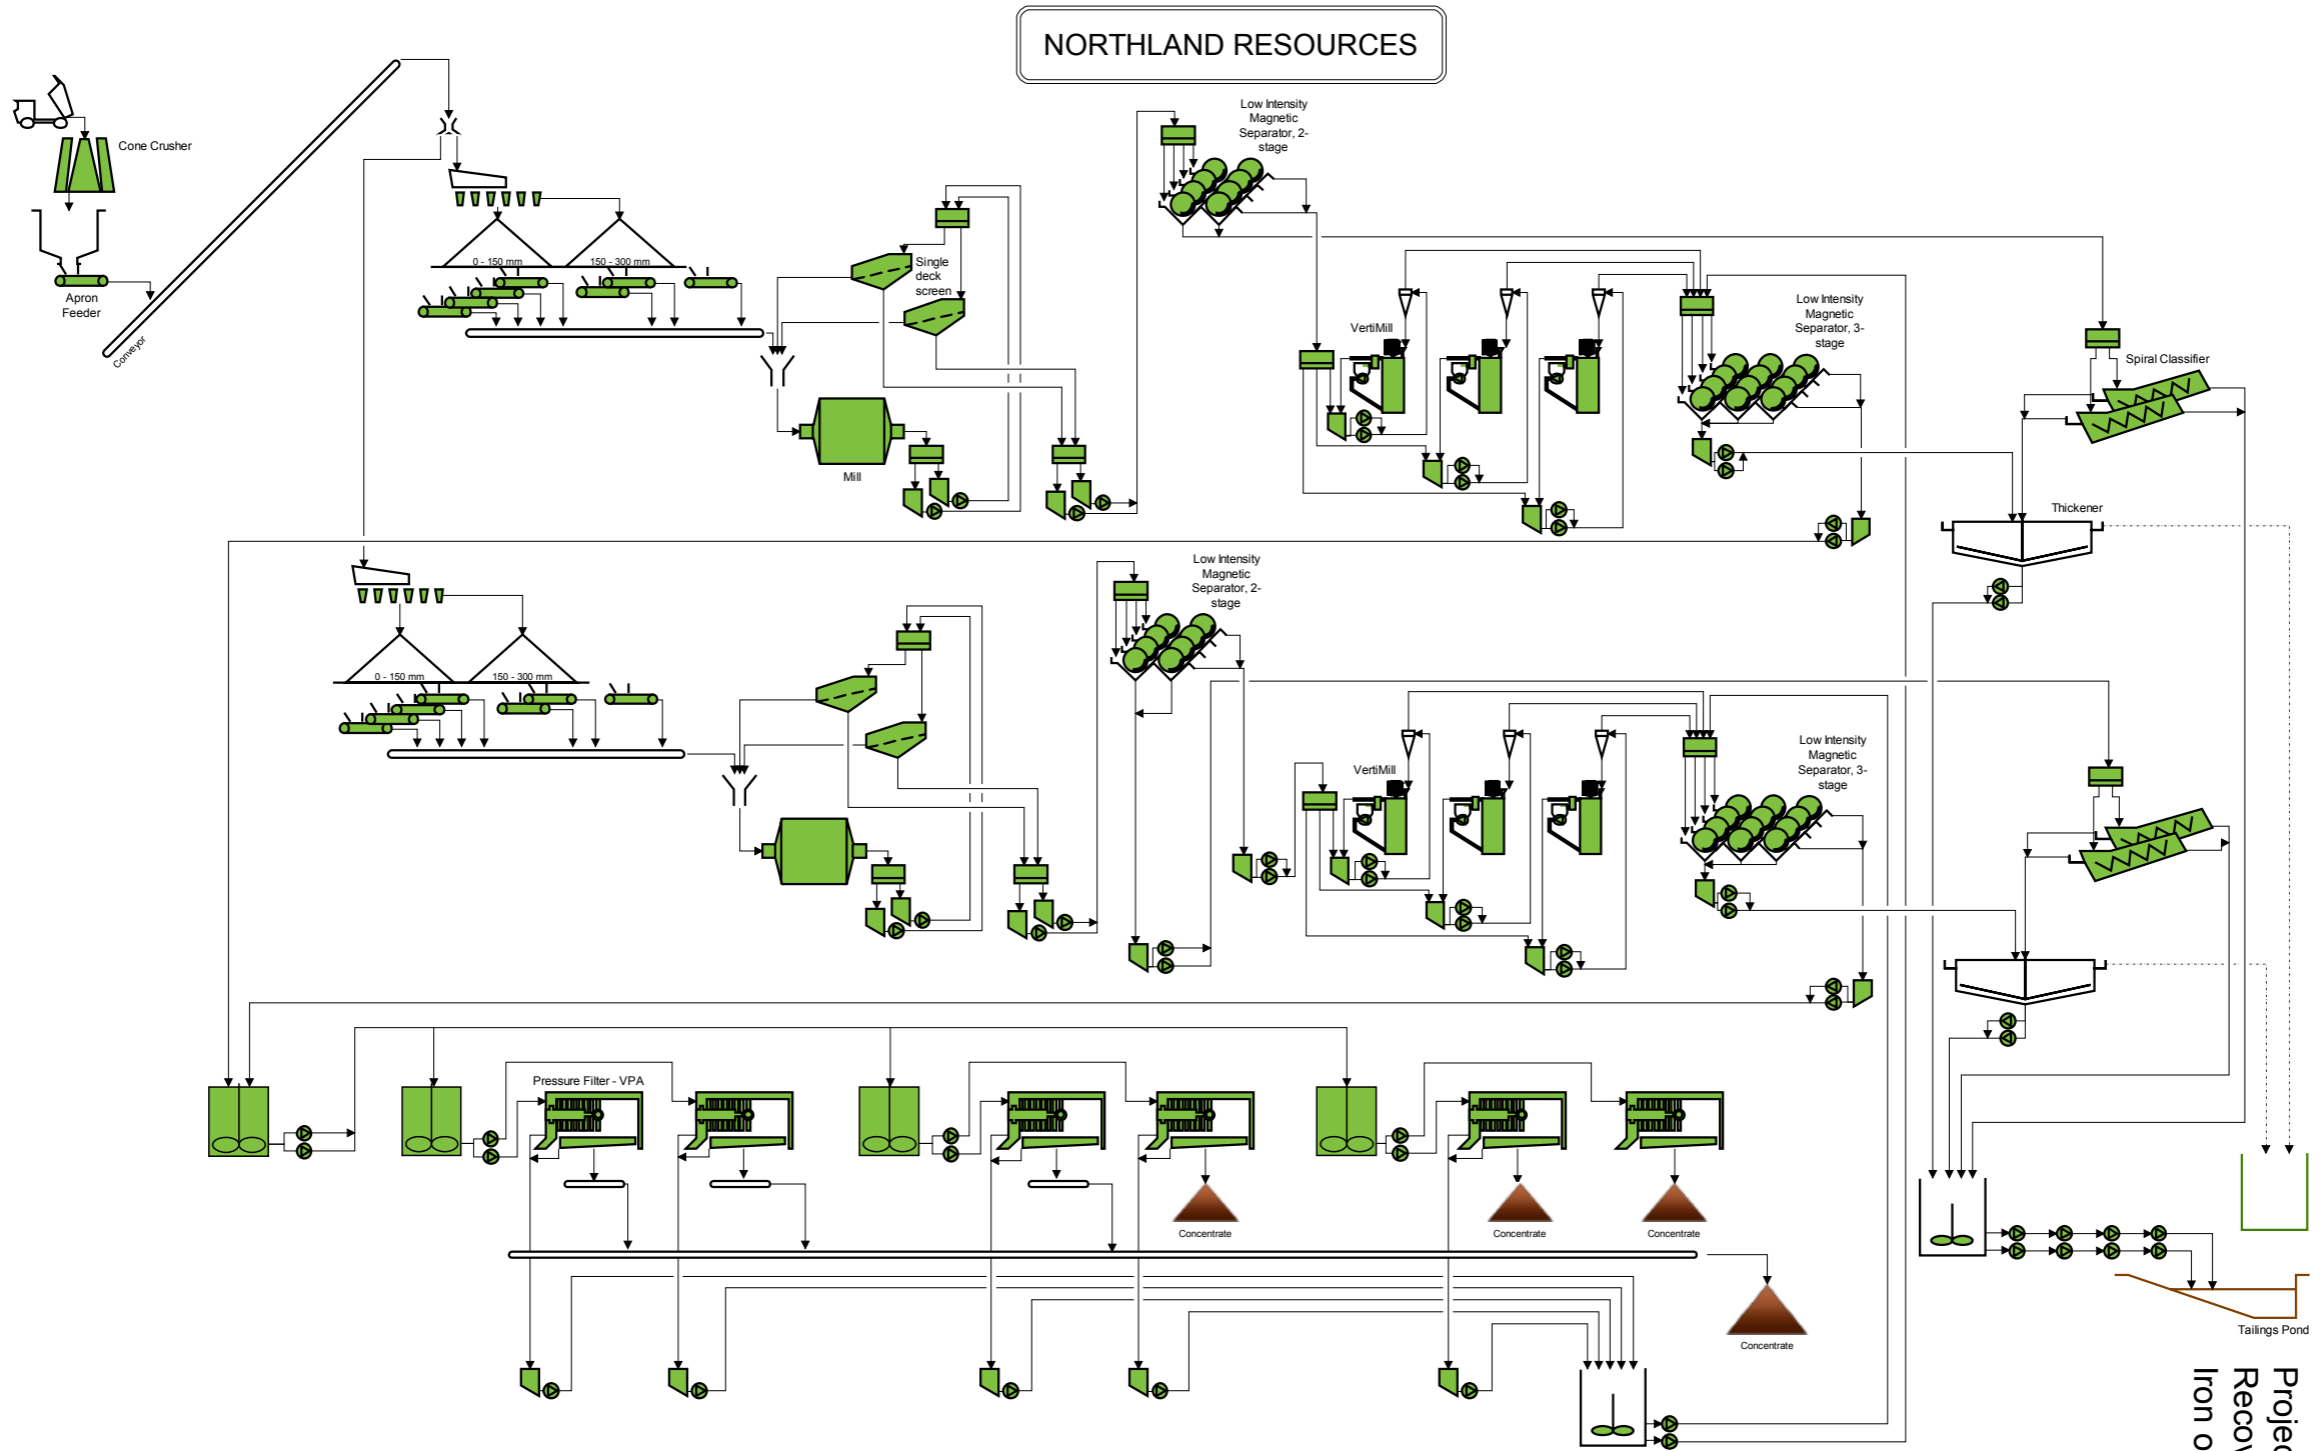 NORTHLAND RESOURCES
Cone Crusher
Apron
Feeder
Conveyor
0 - 150 mm
150 - 300 mm
Single
deck
screen
Mill
Low Intensity
Magnetic
Separator, 2-
stage
VertiMill
Low Intensity
Magnetic
Separator, 3-
stage
Spiral Classifier
Thickener
0 - 150 mm
150 - 300 mm
Low Intensity
Magnetic
Separator, 2-
stage
VertiMill
Low Intensity
Magnetic
Separator, 3-
stage
Pressure Filter - VPA
Concentrate
Concentrate
Concentrate
Concentrate
Tailings Pond
Projec
Recov
Iron o